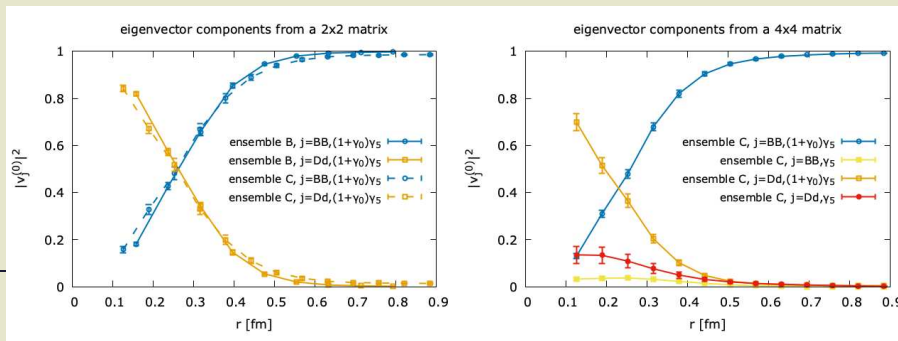 eigenvector components from a 2x2 matrix
1
0.8
0.6
0.4
0.2
0
|v_j^(0)|^2
ensemble B, j=BB,(1+γ₀)γ₅
ensemble B, j=Dd,(1+γ₀)γ₅
ensemble C, j=BB,(1+γ₀)γ₅
ensemble C, j=Dd,(1+γ₀)γ₅
0 0.1 0.2 0.3 0.4 0.5 0.6 0.7 0.8 0.9
r [fm]
eigenvector components from a 4x4 matrix
1
0.8
0.6
0.4
0.2
0
|v_j^(0)|^2
ensemble C, j=BB,(1+γ₀)γ₅
ensemble C, j=BB,γ₅
ensemble C, j=Dd,(1+γ₀)γ₅
ensemble C, j=Dd,γ₅
0 0.1 0.2 0.3 0.4 0.5 0.6 0.7 0.8 0.9
r [fm]